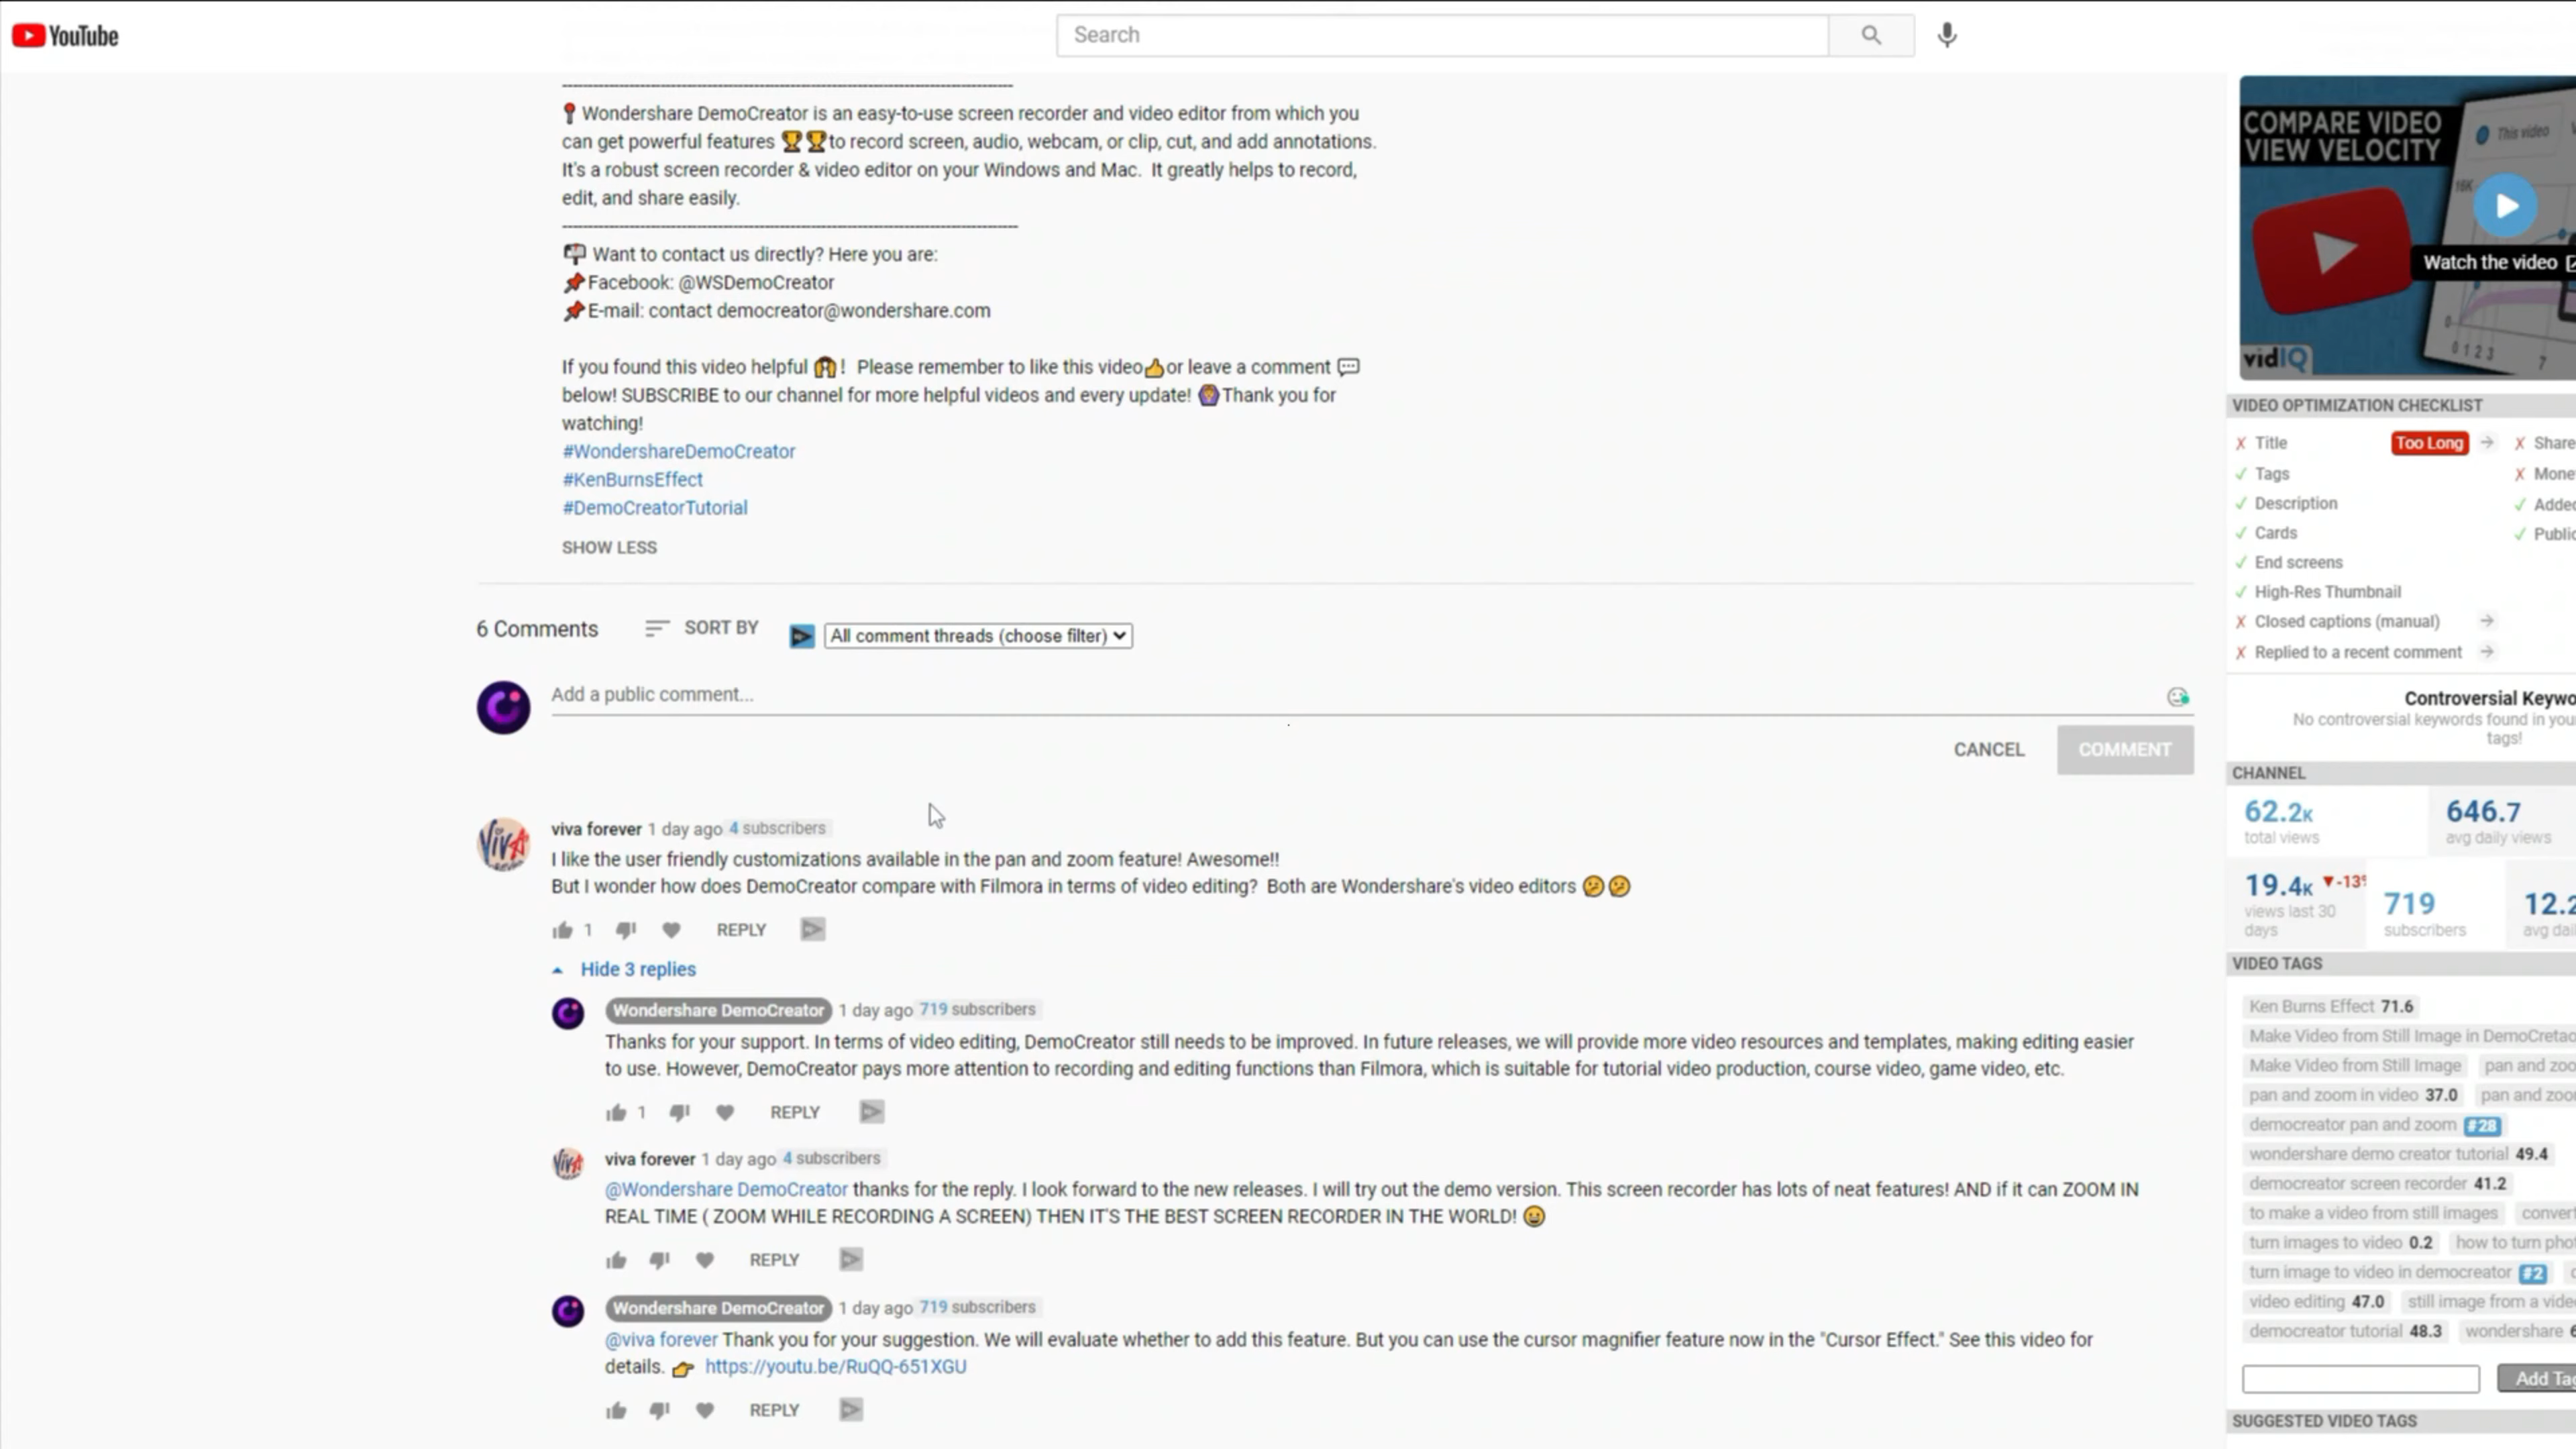 YouTube
Search
Wondershare DemoCreator is an easy-to-use screen recorder and video editor from which you
can get powerful features 🏆🏆to record screen, audio, webcam, or clip, cut, and add annotations.
It's a robust screen recorder & video editor on your Windows and Mac. It greatly helps to record,
edit, and share easily.
Want to contact us directly? Here you are:
📌Facebook: @WSDemoCreator
📌E-mail: contact democreator@wondershare.com
If you found this video helpful ! Please remember to like this video👍or leave a comment 💬
below! SUBSCRIBE to our channel for more helpful videos and every update! Thank you for
watching!
#WondershareDemoCreator
#KenBurnsEffect
#DemoCreatorTutorial
SHOW LESS
6 Comments SORT BY All comment threads (choose filter)
Add a public comment...
CANCEL COMMENT
viva forever 1 day ago 4 subscribers
I like the user friendly customizations available in the pan and zoom feature! Awesome!!
But I wonder how does DemoCreator compare with Filmora in terms of video editing? Both are Wondershare's video editors 😕😕
1 REPLY
Hide 3 replies
Wondershare DemoCreator 1 day ago 719 subscribers
Thanks for your support. In terms of video editing, DemoCreator still needs to be improved. In future releases, we will provide more video resources and templates, making editing easier
to use. However, DemoCreator pays more attention to recording and editing functions than Filmora, which is suitable for tutorial video production, course video, game video, etc.
1 REPLY
viva forever 1 day ago 4 subscribers
@Wondershare DemoCreator thanks for the reply. I look forward to the new releases. I will try out the demo version. This screen recorder has lots of neat features! AND if it can ZOOM IN
REAL TIME ( ZOOM WHILE RECORDING A SCREEN) THEN IT'S THE BEST SCREEN RECORDER IN THE WORLD! 😀
REPLY
Wondershare DemoCreator 1 day ago 719 subscribers
@viva forever Thank you for your suggestion. We will evaluate whether to add this feature. But you can use the cursor magnifier feature now in the "Cursor Effect." See this video for
details. 👉 https://youtu.be/RuQQ-651XGU
REPLY
COMPARE VIDEO
VIEW VELOCITY
This video
16K
Watch the video
0
0 1 2 3 7
vidIQ
VIDEO OPTIMIZATION CHECKLIST
✗ Title Too Long → ✗ Share
✓ Tags ✗ Mone
✓ Description ✓ Added
✓ Cards ✓ Public
✓ End screens
✓ High-Res Thumbnail
✗ Closed captions (manual) →
✗ Replied to a recent comment →
Controversial Keywo
No controversial keywords found in you
tags!
CHANNEL
62.2K 646.7
total views avg daily views
19.4K ▼-13% 719 12.2
views last 30 subscribers avg dail
days
VIDEO TAGS
Ken Burns Effect 71.6
Make Video from Still Image in DemoCretao
Make Video from Still Image pan and zoo
pan and zoom in video 37.0 pan and zoo
democreator pan and zoom #28
wondershare demo creator tutorial 49.4
democreator screen recorder 41.2
to make a video from still images convert
turn images to video 0.2 how to turn phot
turn image to video in democreator #2
video editing 47.0 still image from a vide
democreator tutorial 48.3 wondershare 6
Add Tag
SUGGESTED VIDEO TAGS